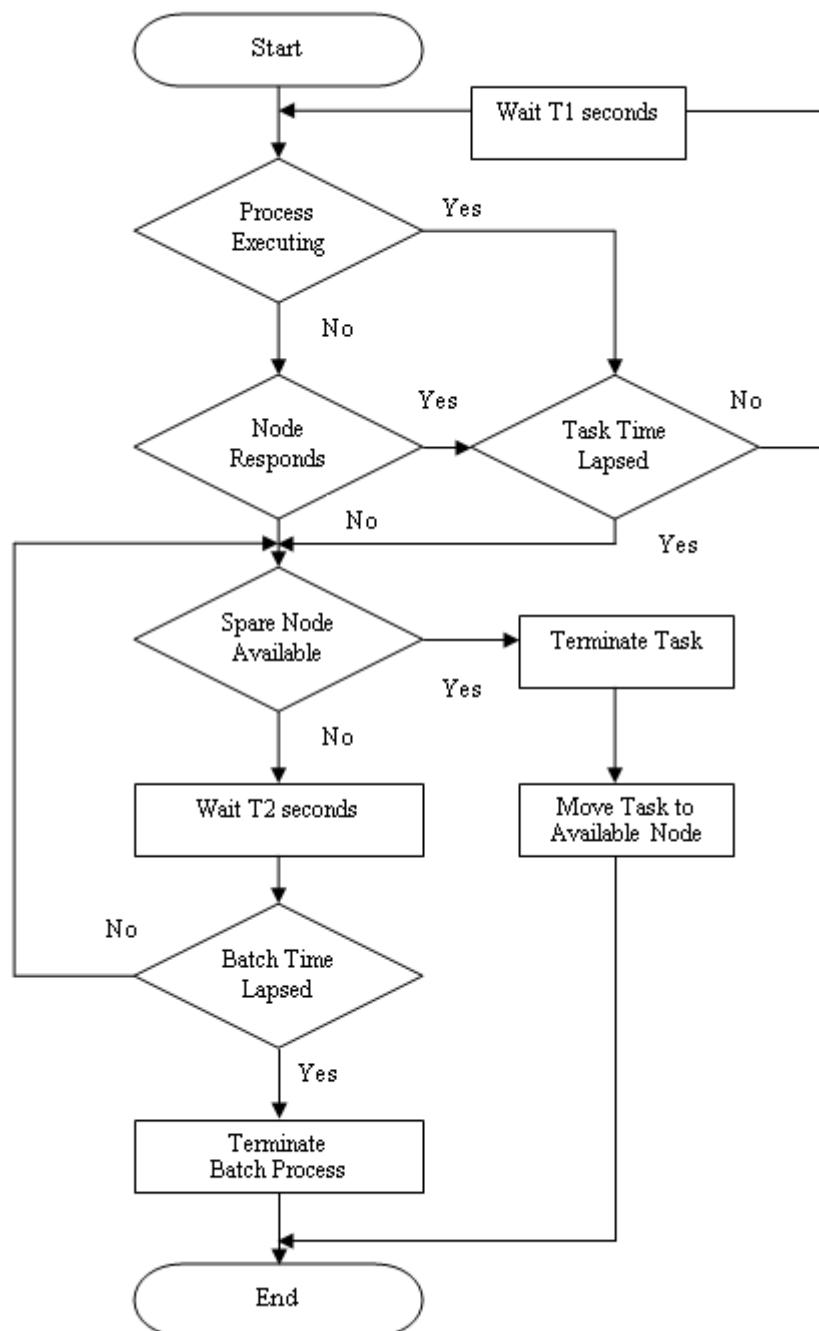 Start
Wait T1 seconds
Process
Executing
Yes
No
Node
Responds
Yes
Task Time
Lapsed
No
No
Yes
Spare Node
Available
Yes
Terminate Task
No
Wait T2 seconds
Move Task to
Available Node
No
Batch Time
Lapsed
Yes
Terminate
Batch Process
End